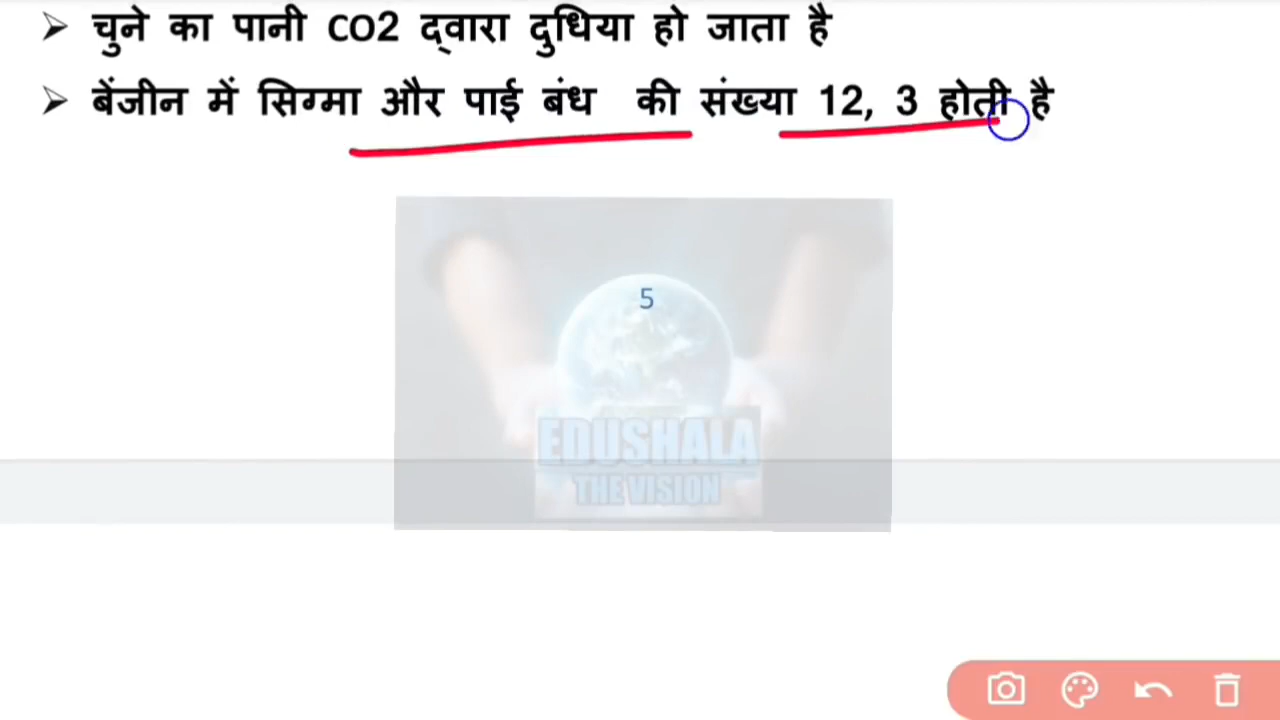 ➢ चुने का पानी CO2 द्वारा दुधिया हो जाता है
➢ बेंजीन में सिग्मा और पाई बंध की संख्या 12, 3 होती है
5
EDUSHALA
THE VISION